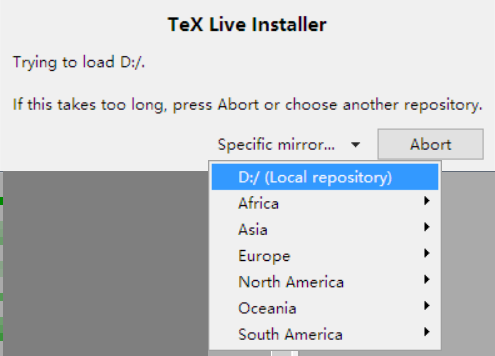 TeX Live Installer
Trying to load D:/.
If this takes too long, press Abort or choose another repository.
Specific mirror... Abort
D:/ (Local repository)
Africa
Asia
Europe
North America
Oceania
South America